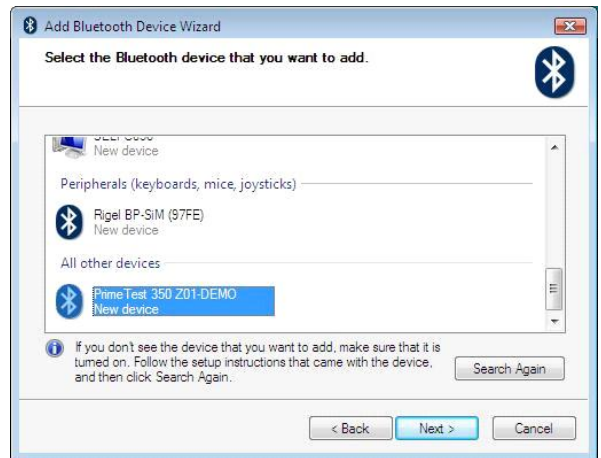 Add Bluetooth Device Wizard
Select the Bluetooth device that you want to add.
New device
Peripherals (keyboards, mice, joysticks)
Rigel BP-SiM (97FE)
New device
All other devices
PrimeTest 350 Z01-DEMO
New device
If you don't see the device that you want to add, make sure that it is
turned on. Follow the setup instructions that came with the device,
and then click Search Again.
Search Again
< Back
Next >
Cancel